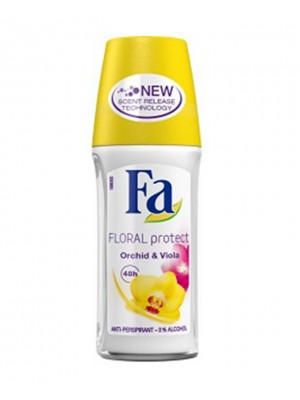 NEW
SCENT RELEASE
TECHNOLOGY
Fa
FLORAL protect
Orchid & Viola
48h
ANTI-PERSPIRANT - 0% ALCOHOL